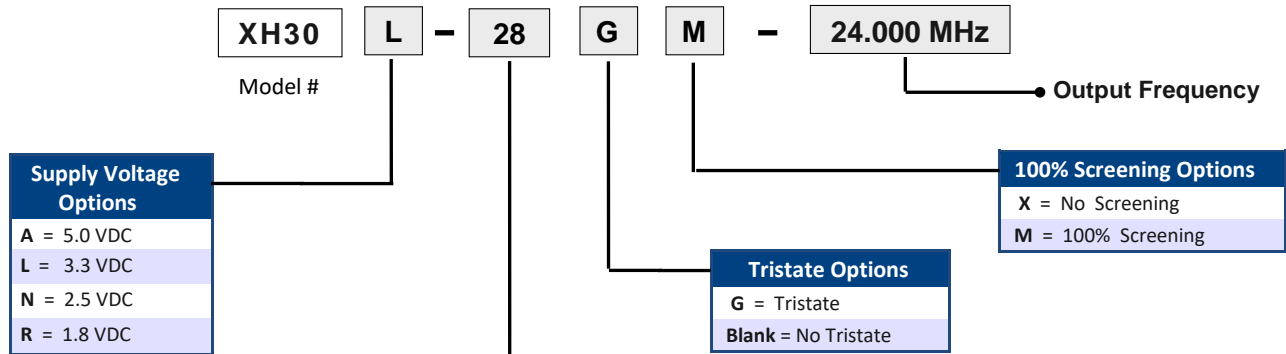 XH30 L – 28 G M – 24.000 MHz
Model #
Output Frequency
Supply Voltage
Options
A = 5.0 VDC
L = 3.3 VDC
N = 2.5 VDC
R = 1.8 VDC
100% Screening Options
X = No Screening
M = 100% Screening
Tristate Options
G = Tristate
Blank = No Tristate